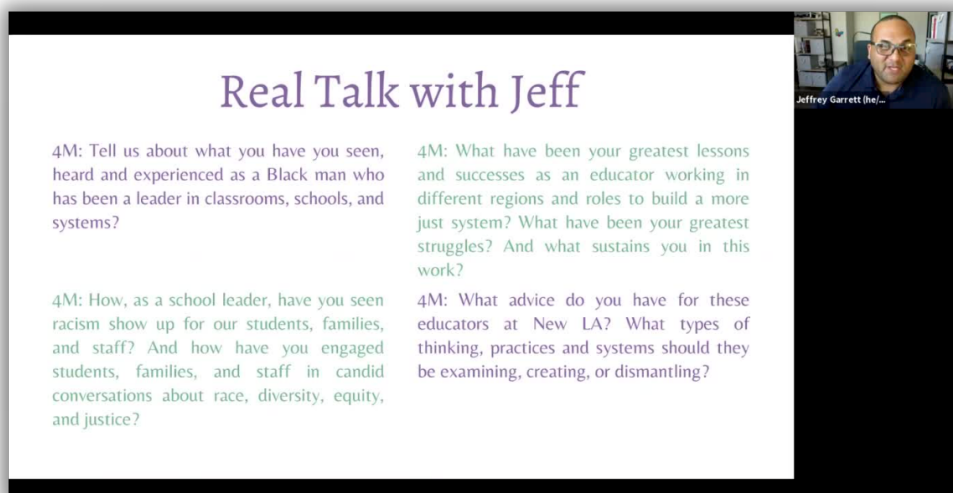 Real Talk with Jeff
4M: Tell us about what you have you seen,
heard and experienced as a Black man who
has been a leader in classrooms, schools, and
systems?
4M: What have been your greatest lessons
and successes as an educator working in
different regions and roles to build a more
just system? What have been your greatest
struggles? And what sustains you in this
work?
4M: How, as a school leader, have you seen
racism show up for our students, families,
and staff? And how have you engaged
students, families, and staff in candid
conversations about race, diversity, equity,
and justice?
4M: What advice do you have for these
educators at New LA? What types of
thinking, practices and systems should they
be examining, creating, or dismantling?
Jeffrey Garrett (he/...